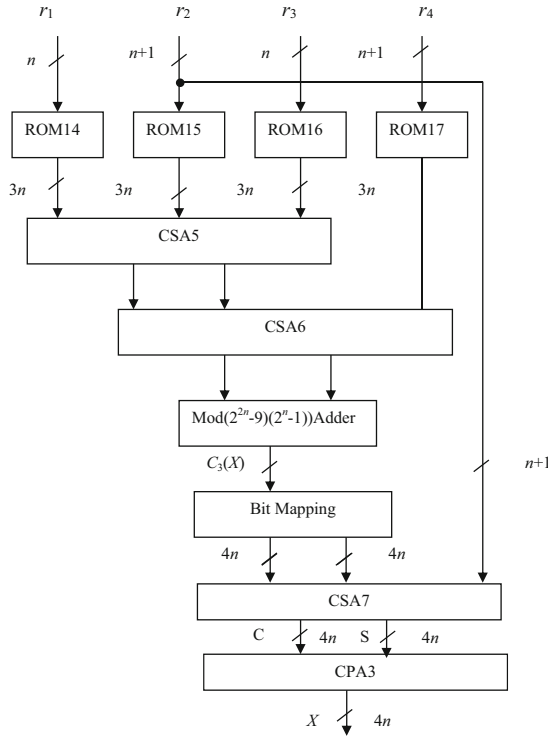 r1 r2 r3 r4
n n+1 n n+1
ROM14 ROM15 ROM16 ROM17
3n 3n 3n 3n
CSA5
CSA6
Mod(2^{2n}-9)(2^n-1))Adder
C3(X) n+1
Bit Mapping
4n 4n
CSA7
C 4n S 4n
CPA3
X 4n